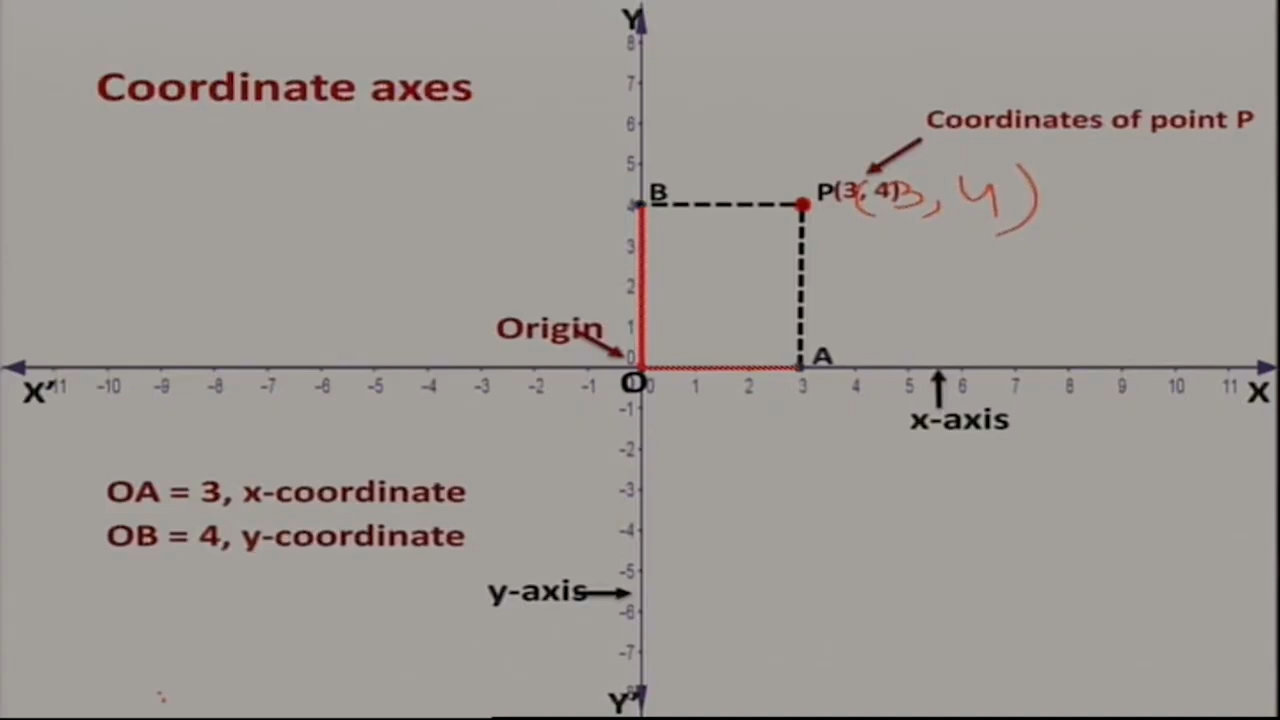 Y
Coordinate axes
8
7
6
5
4
3
2
1
0
Coordinates of point P
B
P(3, 4)
(3, 4)
Origin
O
A
X'
-11 -10 -9 -8 -7 -6 -5 -4 -3 -2 -1 0 1 2 3 4 5 6 7 8 9 10 11
X
x-axis
-1
-2
-3
-4
-5
-6
-7
OA = 3, x-coordinate
OB = 4, y-coordinate
y-axis
Y'